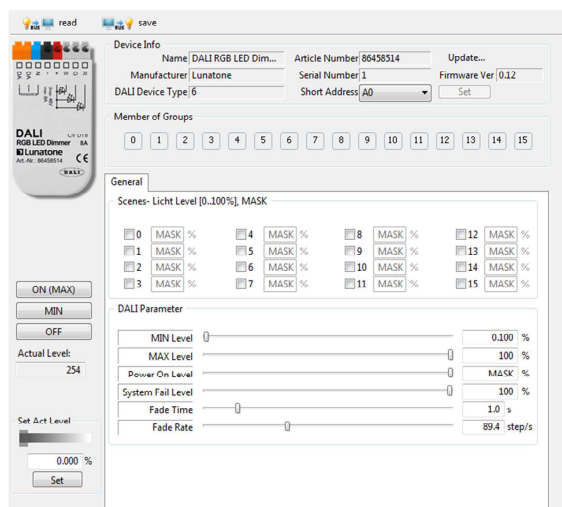 read save
Device Info
Name DALI RGB LED Dim... Article Number 86458514 Update...
Manufacturer Lunatone Serial Number 1 Firmware Ver 0.12
DALI Device Type 6 Short Address A0 Set
Member of Groups
0 1 2 3 4 5 6 7 8 9 10 11 12 13 14 15
DALI
RGB LED Dimmer 8A
Lunatone
Art.-Nr.: 86458514 CE
DALI
General
Scenes- Licht Level [0..100%], MASK
0 MASK % 4 MASK % 8 MASK % 12 MASK %
1 MASK % 5 MASK % 9 MASK % 13 MASK %
2 MASK % 6 MASK % 10 MASK % 14 MASK %
3 MASK % 7 MASK % 11 MASK % 15 MASK %
ON (MAX)
MIN
OFF
Actual Level:
254
DALI Parameter
MIN Level 0.100 %
MAX Level 100 %
Power On Level MASK %
System Fail Level 100 %
Fade Time 1.0 s
Fade Rate 89.4 step/s
Set Act Level
0.000 %
Set